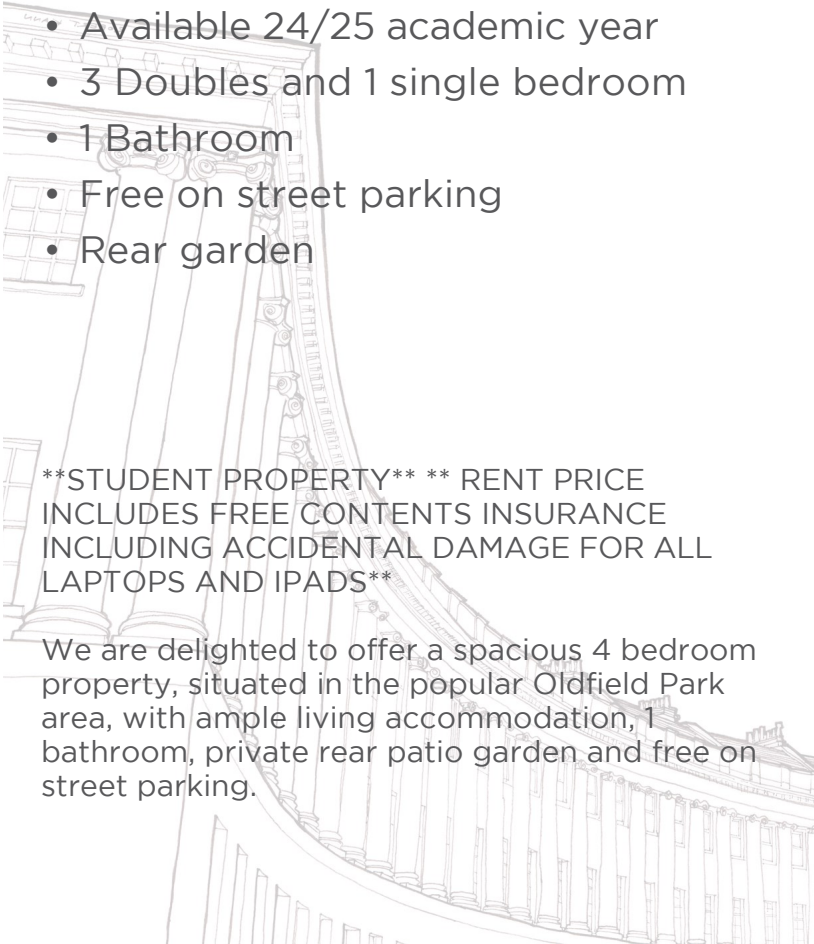 • Available 24/25 academic year
• 3 Doubles and 1 single bedroom
• 1 Bathroom
• Free on street parking
• Rear garden
**STUDENT PROPERTY** ** RENT PRICE
INCLUDES FREE CONTENTS INSURANCE
INCLUDING ACCIDENTAL DAMAGE FOR ALL
LAPTOPS AND IPADS**
We are delighted to offer a spacious 4 bedroom
property, situated in the popular Oldfield Park
area, with ample living accommodation, 1
bathroom, private rear patio garden and free on
street parking.